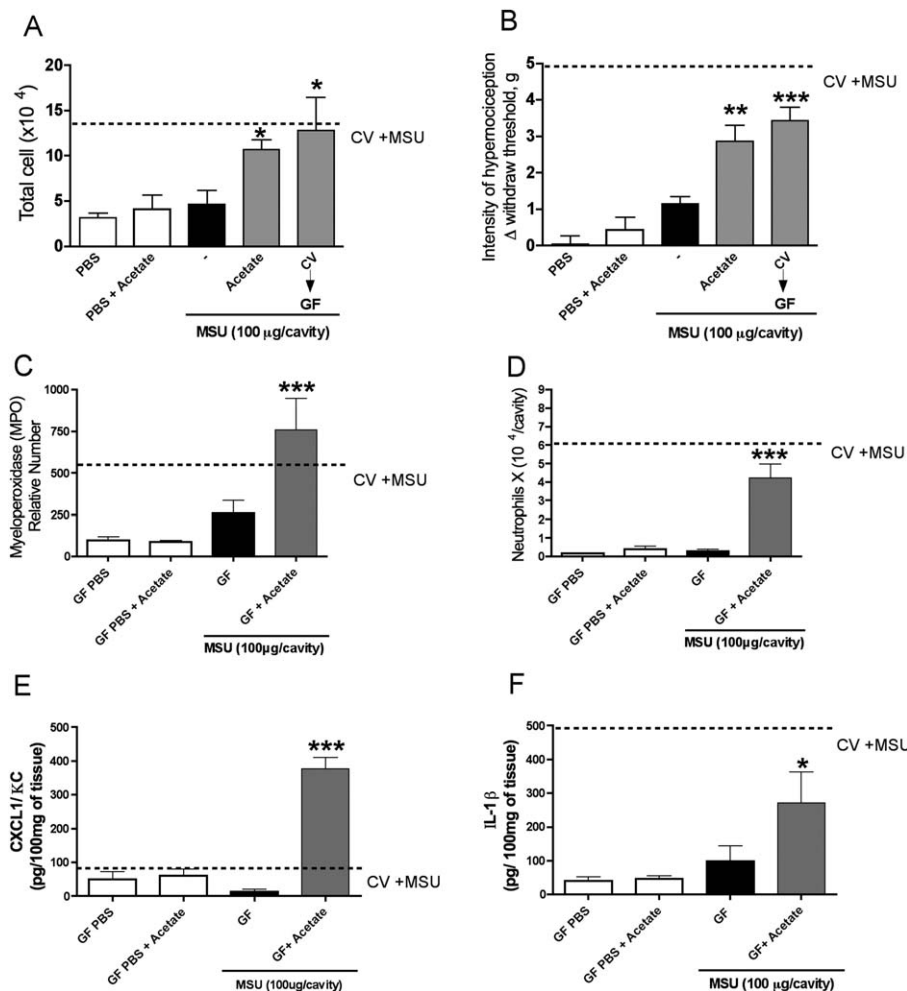 A
Total cell (x10 4)
20
15
10
5
0
*
*
CV +MSU
PBS
PBS + Acetate
-
Acetate
CV
GF
MSU (100 μg/cavity)
B
Intensity of hypernociception
Δ withdraw threshold, g
5
4
3
2
1
0
**
***
CV +MSU
PBS
PBS + Acetate
-
Acetate
CV
GF
MSU (100 μg/cavity)
C
Myeloperoxidase (MPO)
Relative Number
1000
750
500
250
0
***
CV +MSU
GF PBS
GF PBS + Acetate
GF
GF + Acetate
MSU (100μg/cavity)
D
Neutrophils X (10 4/cavity)
9
8
7
6
5
4
3
2
1
0
***
CV +MSU
GF PBS
GF PBS + Acetate
GF
GF + Acetate
MSU (100μg/cavity)
E
CXCL1/KC
(pg/100mg of tissue)
500
400
300
200
100
0
***
CV +MSU
GF PBS
GF PBS + Acetate
GF
GF+ Acetate
MSU (100ug/cavity)
F
IL-1 β
(pg/ 100mg of tissue)
500
400
300
200
100
0
*
CV +MSU
GF PBS
GF PBS + Acetate
GF
GF+ Acetate
MSU (100 μg/cavity)